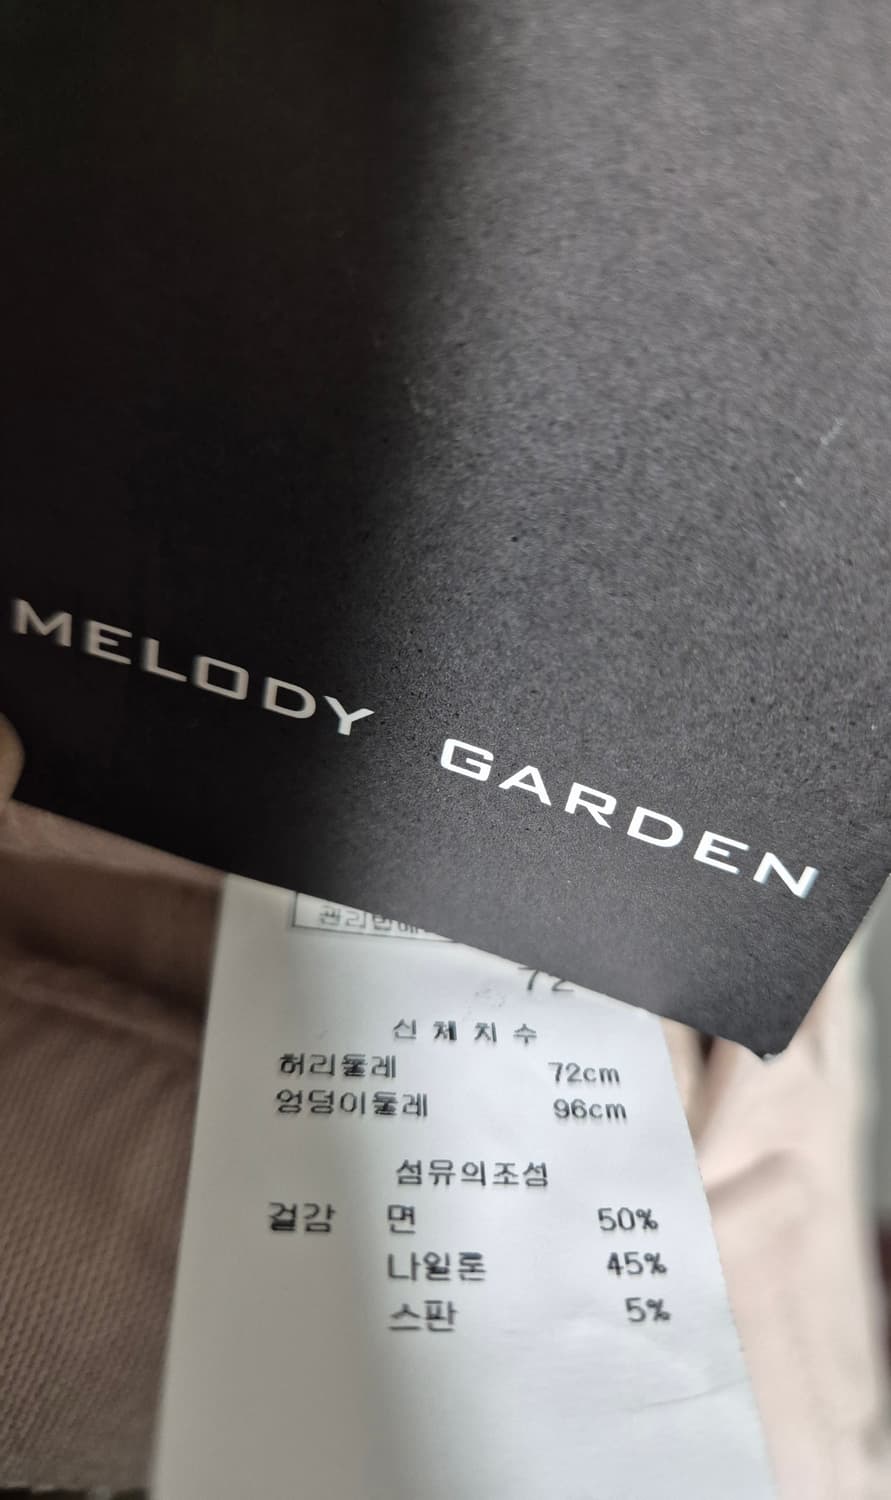 MELODY GARDEN
72
신 체 치 수
허리둘레 72cm
엉덩이둘레 96cm
섬유의조성
겉감 면 50%
나일론 45%
스판 5%